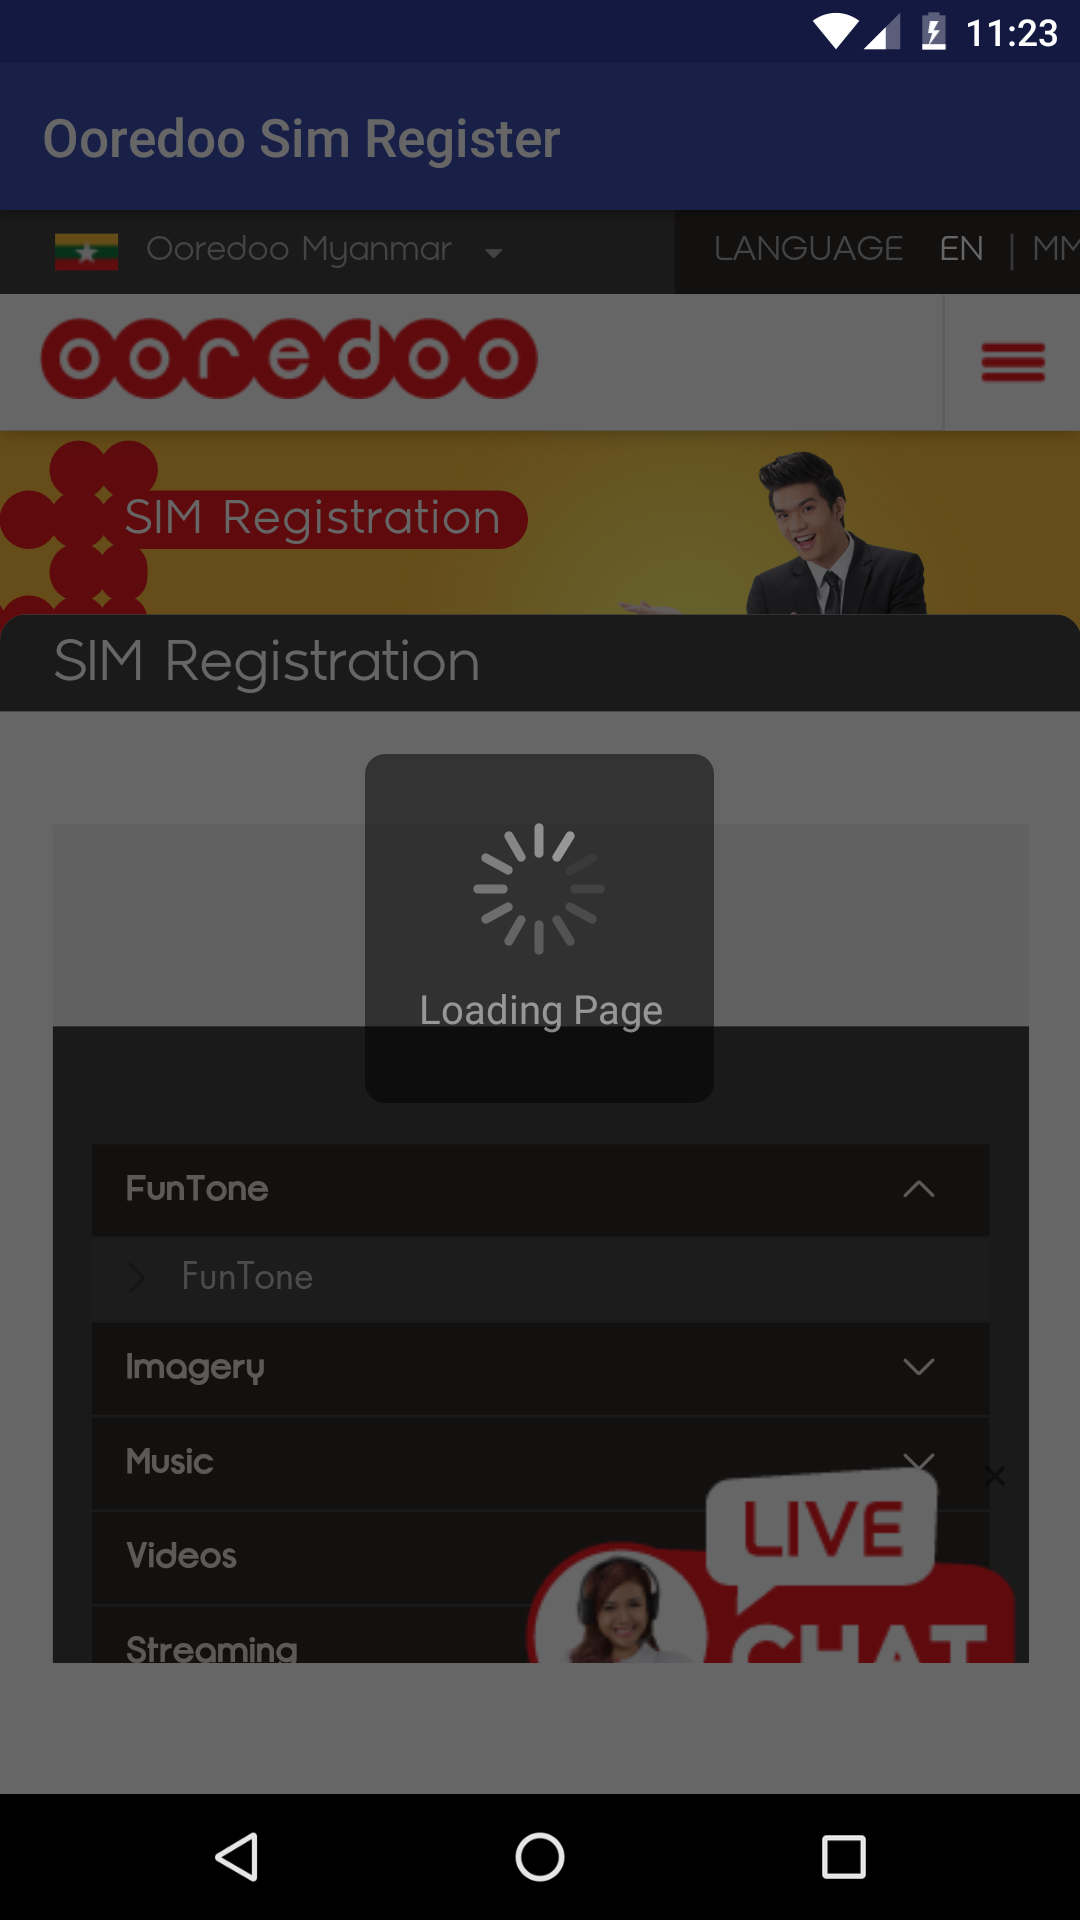 11:23
Ooredoo Sim Register
Ooredoo Myanmar
LANGUAGE EN | MM
ooredoo
SIM Registration
SIM Registration
Loading Page
FunTone
FunTone
Imagery
Music
LIVE
Videos
CHAT
Streaming